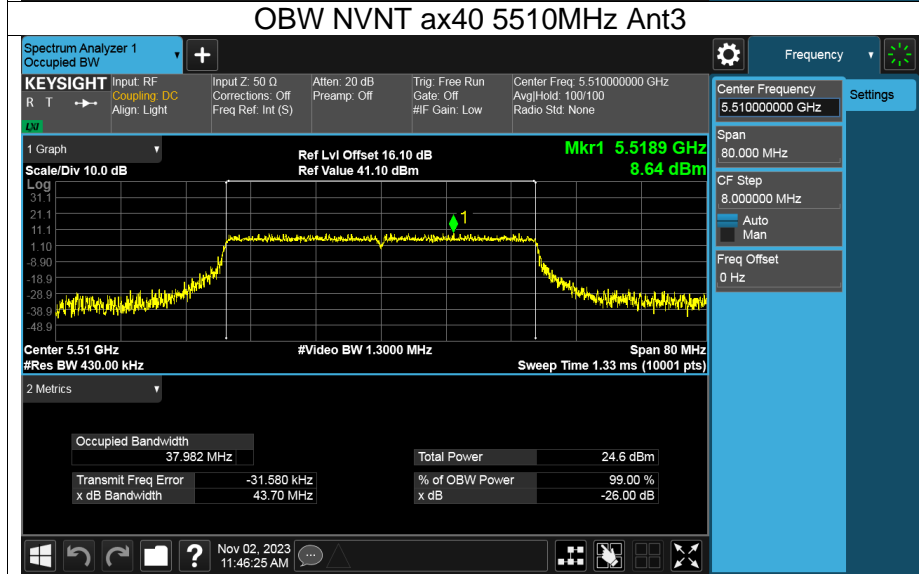 OBW NVNT ax40 5510MHz Ant3
Spectrum Analyzer 1
Occupied BW
+
Frequency
KEYSIGHT
R T
LXI
Input: RF
Coupling: DC
Align: Light
Input Z: 50 Ω
Corrections: Off
Freq Ref: Int (S)
Atten: 20 dB
Preamp: Off
Trig: Free Run
Gate: Off
#IF Gain: Low
Center Freq: 5.510000000 GHz
Avg|Hold: 100/100
Radio Std: None
Center Frequency
5.510000000 GHz
Settings
Span
80.000 MHz
CF Step
8.000000 MHz
Auto
Man
Freq Offset
0 Hz
1 Graph
Scale/Div 10.0 dB
Ref Lvl Offset 16.10 dB
Ref Value 41.10 dBm
Mkr1 5.5189 GHz
8.64 dBm
Log
31.1
21.1
11.1
1.10
-8.90
-18.9
-28.9
-38.9
-48.9
1
Center 5.51 GHz
#Video BW 1.3000 MHz
Span 80 MHz
#Res BW 430.00 kHz
Sweep Time 1.33 ms (10001 pts)
2 Metrics
Occupied Bandwidth
37.982 MHz
Total Power 24.6 dBm
Transmit Freq Error -31.580 kHz
% of OBW Power 99.00 %
x dB Bandwidth 43.70 MHz
x dB -26.00 dB
?
Nov 02, 2023
11:46:25 AM